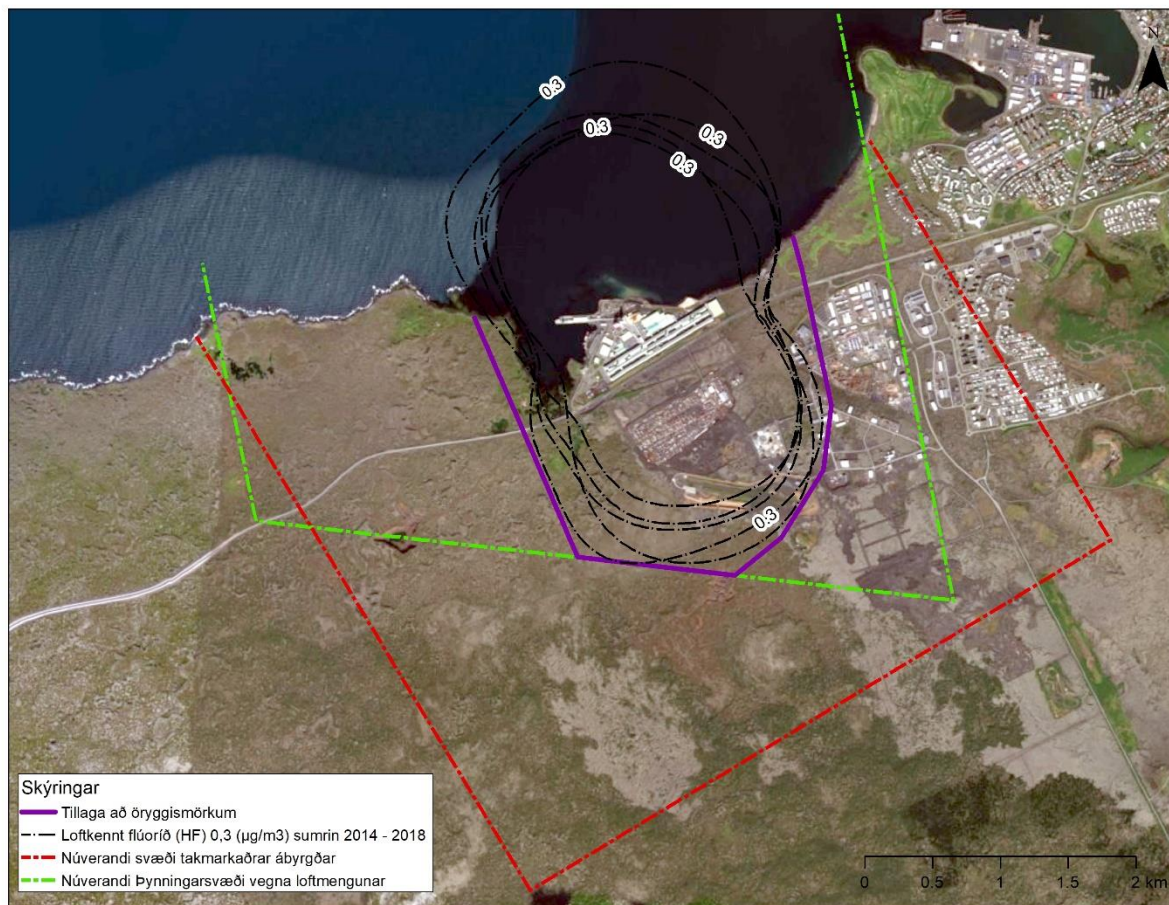 N
0.3
0.3
0.3
0.3
0.3
Skýringar
Tillaga að öryggismörkum
Loftkennt flúoríð (HF) 0,3 (µg/m3) sumrin 2014 - 2018
Núverandi svæði takmarkaðrar ábyrgðar
Núverandi Þynningarsvæði vegna loftmengunar
0 0.5 1 1.5 2 km